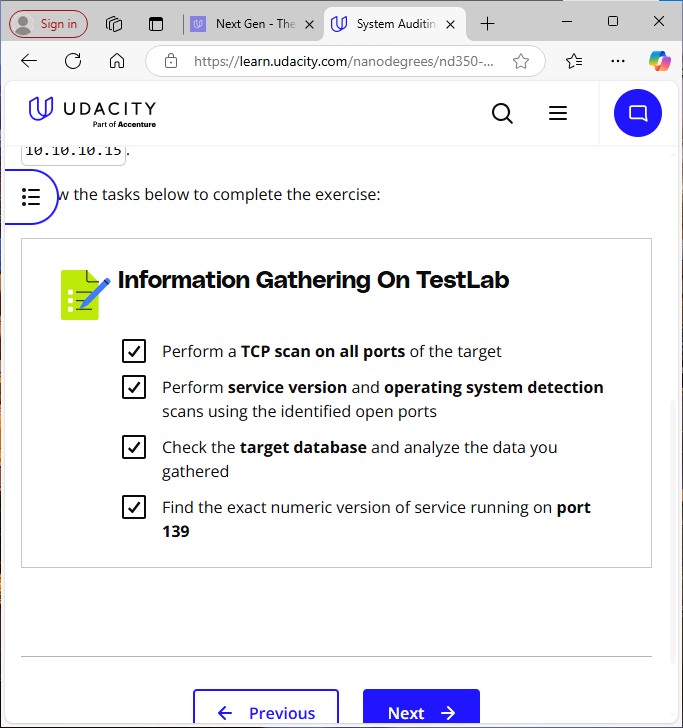 Sign in
Next Gen - The
System Auditin
https://learn.udacity.com/nanodegrees/nd350-...
UDACITY
Part of Accenture
10.10.10.15.
w the tasks below to complete the exercise:
Information Gathering On TestLab
Perform a TCP scan on all ports of the target
Perform service version and operating system detection
scans using the identified open ports
Check the target database and analyze the data you
gathered
Find the exact numeric version of service running on port
139
Previous
Next